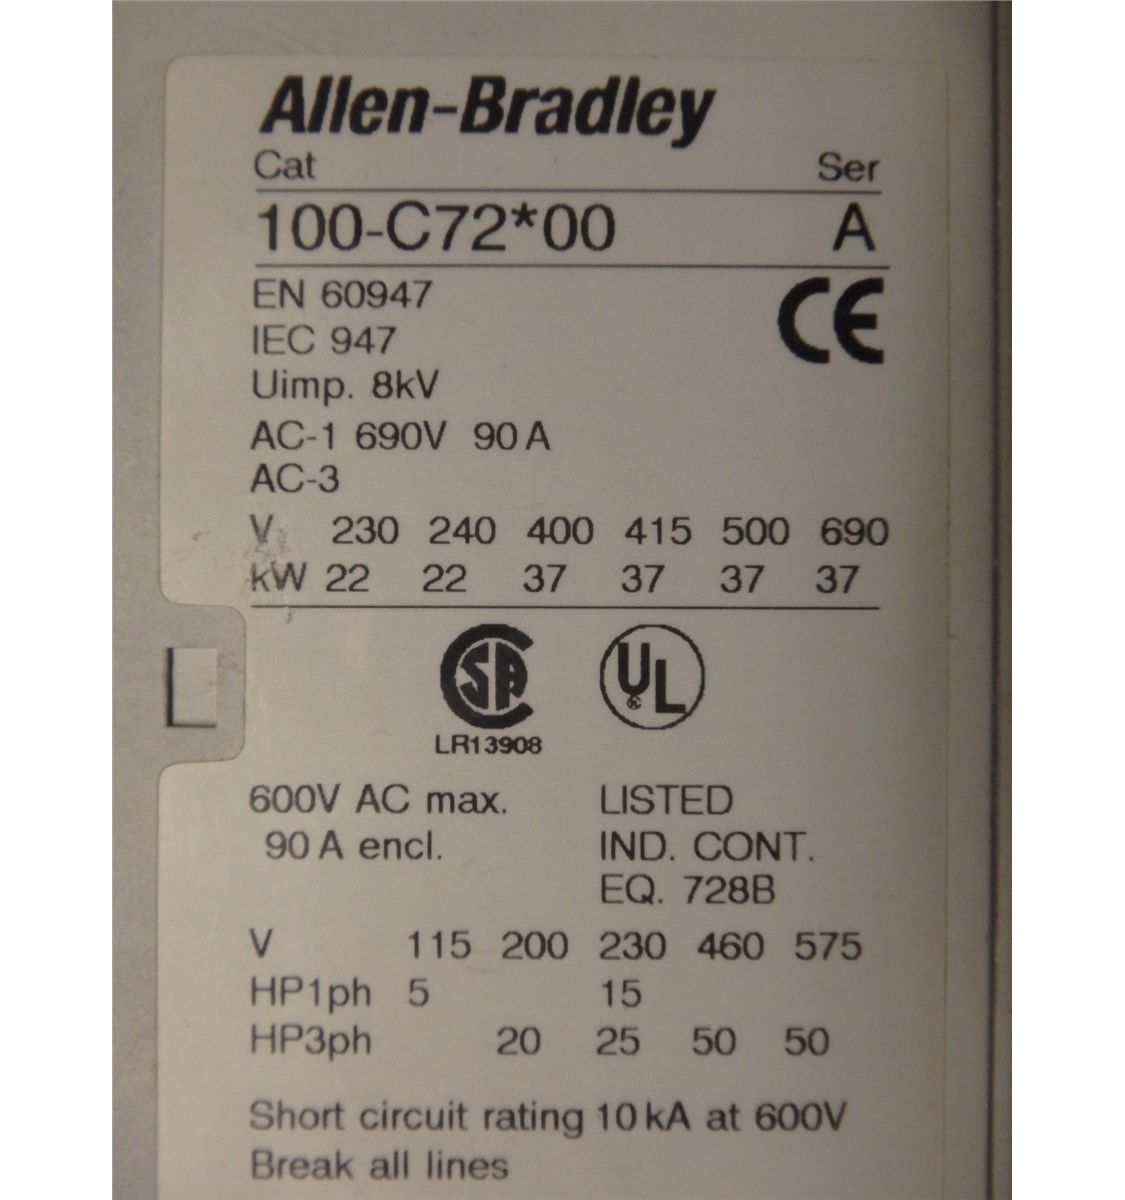 Allen-Bradley
Cat Ser
100-C72*00 A
EN 60947 CE
IEC 947
Uimp. 8kV
AC-1 690V 90 A
AC-3
V 230 240 400 415 500 690
kW 22 22 37 37 37 37
CSA UL ®
LR13908
600V AC max. LISTED
90 A encl. IND. CONT.
EQ. 728B
V 115 200 230 460 575
HP1ph 5 15
HP3ph 20 25 50 50
Short circuit rating 10 kA at 600V
Break all lines